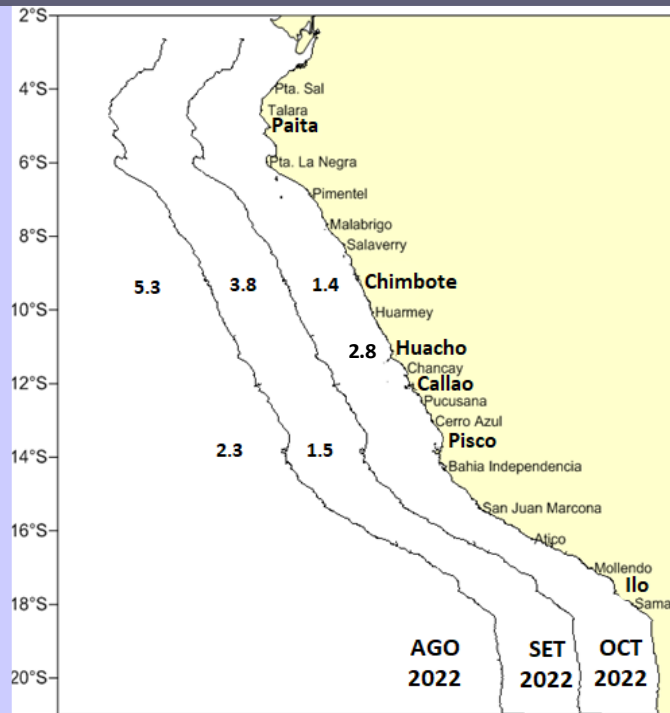 2°S
4°S
Pta. Sal
Talara
Paita
6°S
Pta. La Negra
Pimentel
Malabrigo
8°S
Salaverry
5.3 3.8 1.4 Chimbote
10°S
Huarmey
2.8 Huacho
Chancay
12°S
Callao
Pucusana
Cerro Azul
2.3 1.5 Pisco
14°S
Bahia Independencia
San Juan Marcona
16°S
Atico
Mollendo
Ilo
18°S
Sama
AGO SET OCT
2022 2022 2022
20°S